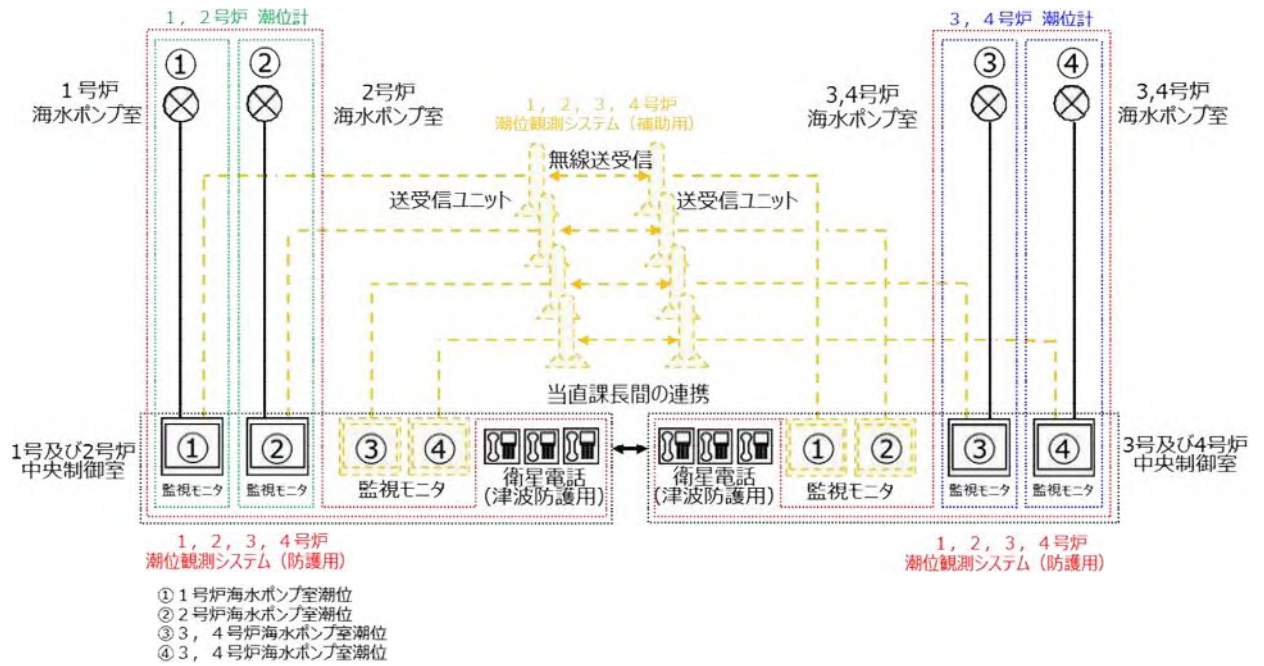 1，2号炉 潮位計
3，4号炉 潮位計
①
②
③
④
1号炉
海水ポンプ室
2号炉
海水ポンプ室
1，2，3，4号炉
潮位観測システム（補助用）
3,4号炉
海水ポンプ室
3,4号炉
海水ポンプ室
無線送受信
送受信ユニット
送受信ユニット
当直課長間の連携
1号及び2号炉
中央制御室
①
②
③
④
監視モニタ
監視モニタ
監視モニタ
衛星電話
(津波防護用)
衛星電話
(津波防護用)
①
②
③
④
監視モニタ
監視モニタ
監視モニタ
3号及び4号炉
中央制御室
1，2，3，4号炉
潮位観測システム（防護用）
1，2，3，4号炉
潮位観測システム（防護用）
①1号炉海水ポンプ室潮位
②2号炉海水ポンプ室潮位
③3，4号炉海水ポンプ室潮位
④3，4号炉海水ポンプ室潮位